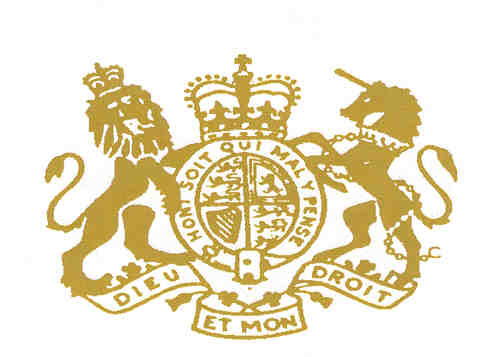 HONI SOIT QUI MAL Y PENSE
DIEU
ET MON
DROIT